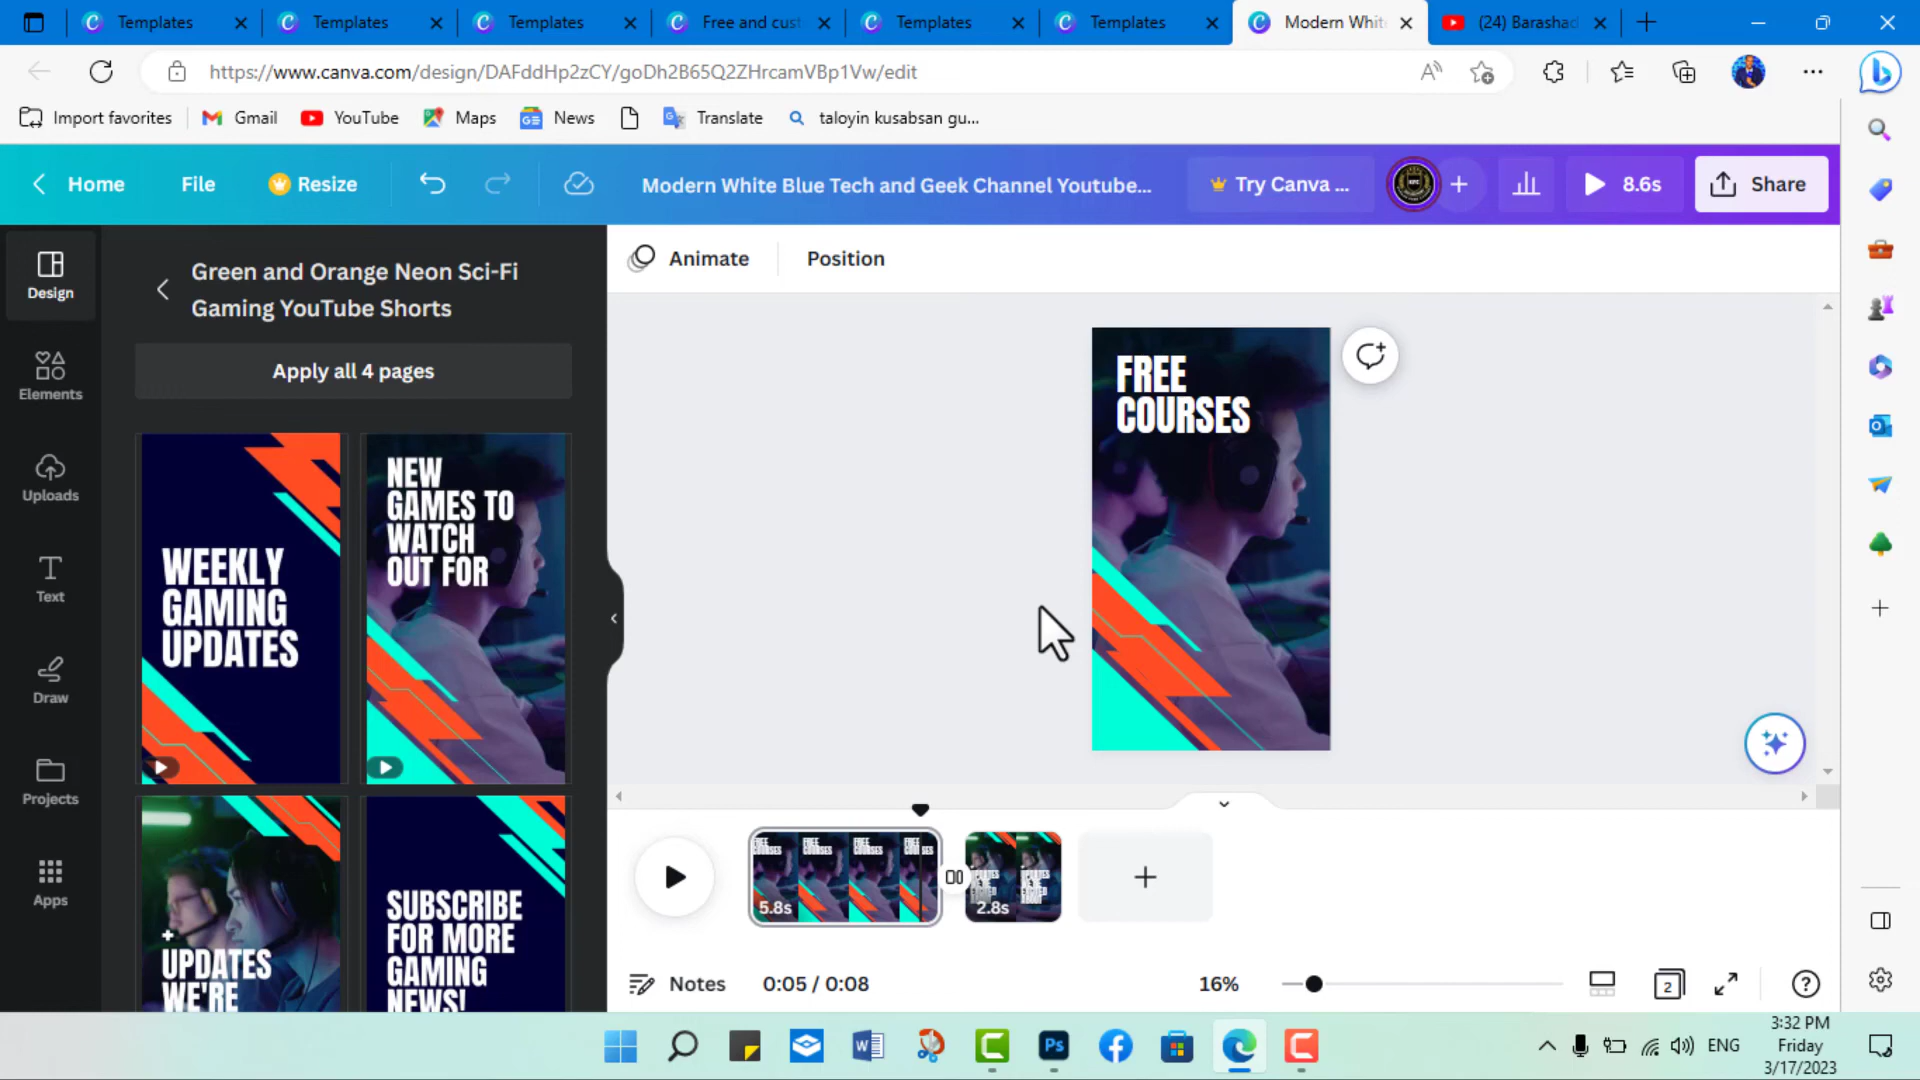 Templates
Templates
Templates
Free and cust
Templates
Templates
Modern Whit
(24) Barashad
https://www.canva.com/design/DAFddHp2zCY/goDh2B65Q2ZHrcamVBp1Vw/edit
Import favorites
Gmail
YouTube
Maps
News
Translate
taloyin kusabsan gu...
Home
File
Resize
Modern White Blue Tech and Geek Channel Youtube...
Try Canva ...
8.6s
Share
Design
Elements
Uploads
Text
Draw
Projects
Apps
Green and Orange Neon Sci-Fi
Gaming YouTube Shorts
Apply all 4 pages
WEEKLY
GAMING
UPDATES
NEW
GAMES TO
WATCH
OUT FOR
UPDATES
WE'RE
SUBSCRIBE
FOR MORE
GAMING
NEWS!
Animate
Position
FREE
COURSES
5.8s
2.8s
Notes
0:05 / 0:08
16%
2
ENG
3:32 PM
Friday
3/17/2023